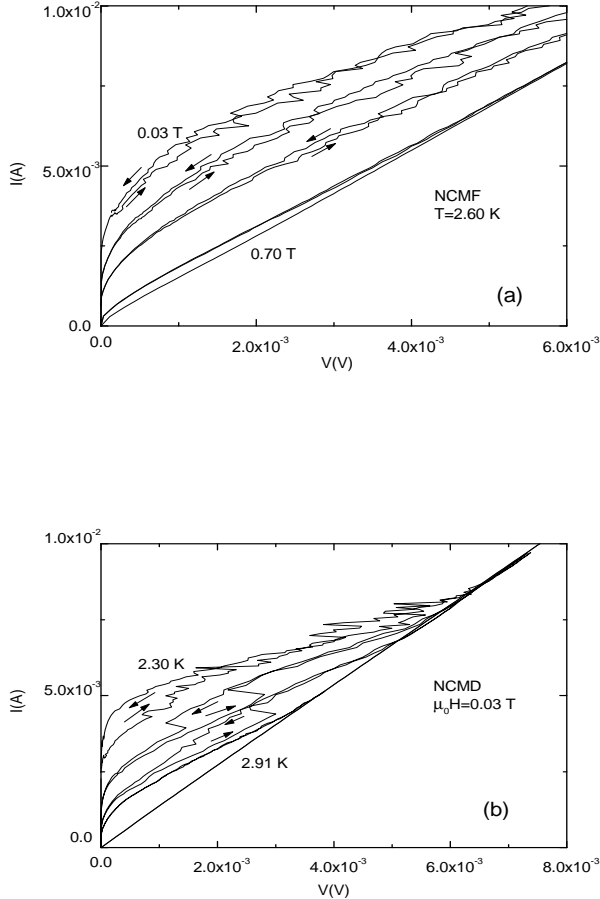 1.0x10⁻²
I(A)
5.0x10⁻³
0.0
0.03 T
0.70 T
NCMF
T=2.60 K
(a)
0.0 2.0x10⁻³ 4.0x10⁻³ 6.0x10⁻³
V(V)
1.0x10⁻²
I(A)
5.0x10⁻³
0.0
2.30 K
2.91 K
NCMD
μ₀H=0.03 T
(b)
0.0 2.0x10⁻³ 4.0x10⁻³ 6.0x10⁻³ 8.0x10⁻³
V(V)